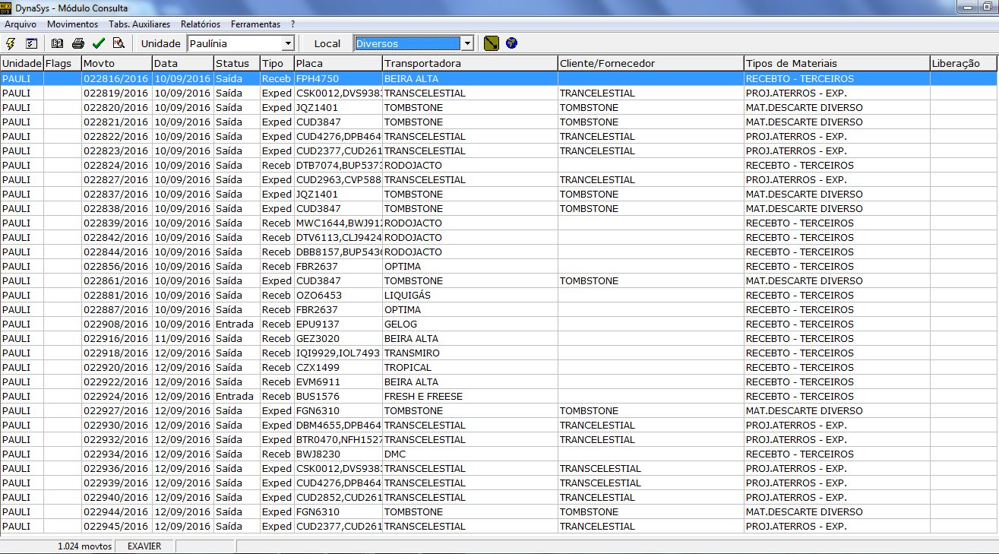 NEX SYS DynaSys - Módulo Consulta
Arquivo Movimentos Tabs. Auxiliares Relatórios Ferramentas ?
Unidade Paulínia Local Diversos
Unidade Flags Movto Data Status Tipo Placa Transportadora Cliente/Fornecedor Tipos de Materiais Liberação
PAULI 022816/2016 10/09/2016 Saída Receb FPH4750 BEIRA ALTA RECEBTO - TERCEIROS
PAULI 022819/2016 10/09/2016 Saída Exped CSK0012,DVS9383 TRANSCELESTIAL TRANCELESTIAL PROJ.ATERROS - EXP.
PAULI 022820/2016 10/09/2016 Saída Exped JQZ1401 TOMBSTONE TOMBSTONE MAT.DESCARTE DIVERSO
PAULI 022821/2016 10/09/2016 Saída Exped CUD3847 TOMBSTONE TOMBSTONE MAT.DESCARTE DIVERSO
PAULI 022822/2016 10/09/2016 Saída Exped CUD4276,DPB464 TRANSCELESTIAL TRANCELESTIAL PROJ.ATERROS - EXP.
PAULI 022823/2016 10/09/2016 Saída Exped CUD2377,CUD261 TRANSCELESTIAL TRANCELESTIAL PROJ.ATERROS - EXP.
PAULI 022824/2016 10/09/2016 Saída Receb DTB7074,BUP5373 RODOJACTO RECEBTO - TERCEIROS
PAULI 022827/2016 10/09/2016 Saída Exped CUD2963,CVP588 TRANSCELESTIAL TRANCELESTIAL PROJ.ATERROS - EXP.
PAULI 022837/2016 10/09/2016 Saída Exped JQZ1401 TOMBSTONE TOMBSTONE MAT.DESCARTE DIVERSO
PAULI 022838/2016 10/09/2016 Saída Exped CUD3847 TOMBSTONE TOMBSTONE MAT.DESCARTE DIVERSO
PAULI 022839/2016 10/09/2016 Saída Receb MWC1644,BWJ912 RODOJACTO RECEBTO - TERCEIROS
PAULI 022842/2016 10/09/2016 Saída Receb DTV6113,CLJ9424 RODOJACTO RECEBTO - TERCEIROS
PAULI 022844/2016 10/09/2016 Saída Receb DBB8157,BUP5436 RODOJACTO RECEBTO - TERCEIROS
PAULI 022856/2016 10/09/2016 Saída Receb FBR2637 OPTIMA RECEBTO - TERCEIROS
PAULI 022861/2016 10/09/2016 Saída Exped CUD3847 TOMBSTONE TOMBSTONE MAT.DESCARTE DIVERSO
PAULI 022881/2016 10/09/2016 Saída Receb OZO6453 LIQUIGÁS RECEBTO - TERCEIROS
PAULI 022887/2016 10/09/2016 Saída Receb FBR2637 OPTIMA RECEBTO - TERCEIROS
PAULI 022908/2016 10/09/2016 Entrada Receb EPU9137 GELOG RECEBTO - TERCEIROS
PAULI 022916/2016 11/09/2016 Saída Receb GEZ3020 BEIRA ALTA RECEBTO - TERCEIROS
PAULI 022918/2016 12/09/2016 Saída Receb IQI9929,IOL7493 TRANSMIRO RECEBTO - TERCEIROS
PAULI 022920/2016 12/09/2016 Saída Receb CZX1499 TROPICAL RECEBTO - TERCEIROS
PAULI 022922/2016 12/09/2016 Saída Receb EVM6911 BEIRA ALTA RECEBTO - TERCEIROS
PAULI 022924/2016 12/09/2016 Entrada Receb BUS1576 FRESH E FREESE RECEBTO - TERCEIROS
PAULI 022927/2016 12/09/2016 Saída Exped FGN6310 TOMBSTONE TOMBSTONE MAT.DESCARTE DIVERSO
PAULI 022930/2016 12/09/2016 Saída Exped DBM4655,DPB464 TRANSCELESTIAL TRANCELESTIAL PROJ.ATERROS - EXP.
PAULI 022932/2016 12/09/2016 Saída Exped BTR0470,NFH1527 TRANSCELESTIAL TRANCELESTIAL PROJ.ATERROS - EXP.
PAULI 022934/2016 12/09/2016 Saída Receb BWJ8230 DMC RECEBTO - TERCEIROS
PAULI 022936/2016 12/09/2016 Saída Exped CSK0012,DVS9383 TRANSCELESTIAL TRANSCELESTIAL PROJ.ATERROS - EXP.
PAULI 022939/2016 12/09/2016 Saída Exped CUD4276,DPB464 TRANSCELESTIAL TRANSCELESTIAL PROJ.ATERROS - EXP.
PAULI 022940/2016 12/09/2016 Saída Exped CUD2852,CUD261 TRANSCELESTIAL TRANCELESTIAL PROJ.ATERROS - EXP.
PAULI 022944/2016 12/09/2016 Saída Exped FGN6310 TOMBSTONE TOMBSTONE MAT.DESCARTE DIVERSO
PAULI 022945/2016 12/09/2016 Saída Exped CUD2377,CUD261 TRANSCELESTIAL TRANCELESTIAL PROJ.ATERROS - EXP.
1.024 movtos EXAVIER